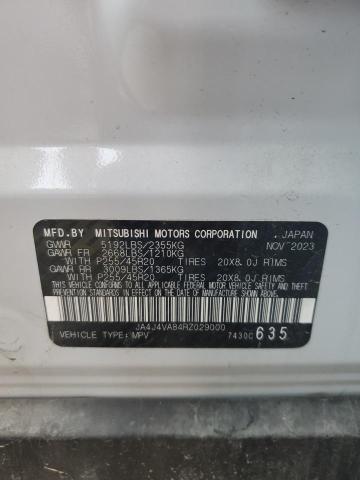 MFD.BY MITSUBISHI MOTORS CORPORATION . JAPAN
GVWR 5192LBS/2355KG NOV 2023
GAWR FR 2668LBS/1210KG
WITH P255/45R20 TIRES 20X8.0J RIMS
GAWR RR 3009LBS/1365KG
WITH P255/45R20 TIRES 20X8.0J RIMS
THIS VEHICLE CONFORMS TO ALL APPLICABLE FEDERAL MOTOR VEHICLE SAFETY, BUMPER, AND THEFT PREVENTION STANDARDS IN EFFECT ON THE DATE OF MANUFACTURE SHOWN ABOVE.
JA4J4VA84RZ029000
VEHICLE TYPE:MPV 7430C 635